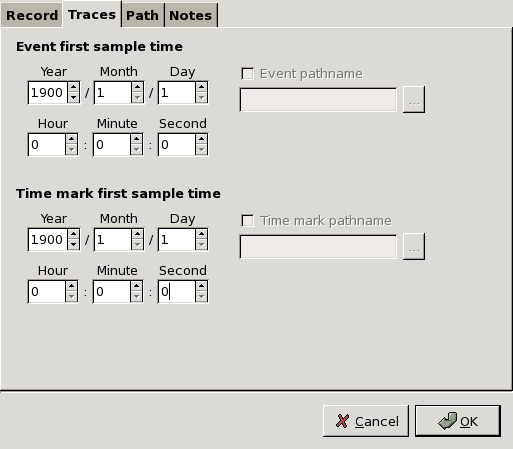 Record Traces Path Notes
Event first sample time
Year Month Day
Event pathname
1900 / 1 / 1
...
Hour Minute Second
0 : 0 : 0
Time mark first sample time
Year Month Day
Time mark pathname
1900 / 1 / 1
...
Hour Minute Second
0 : 0 : 0
Cancel OK